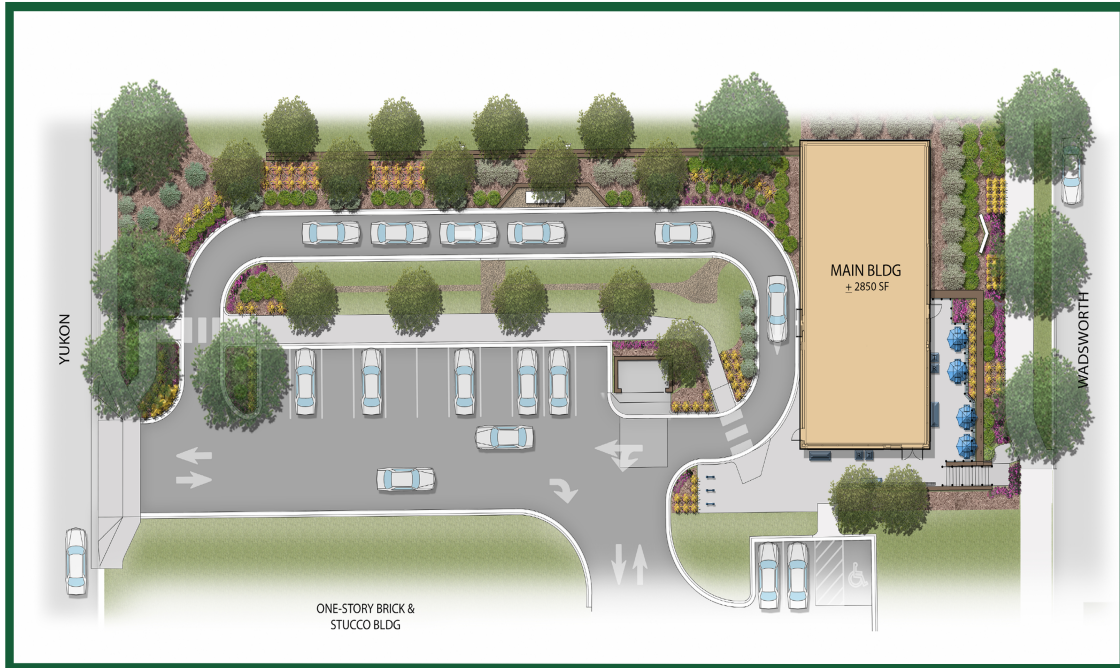 YUKON
MAIN BLDG
± 2850 SF
WADSWORTH
ONE-STORY BRICK &
STUCCO BLDG